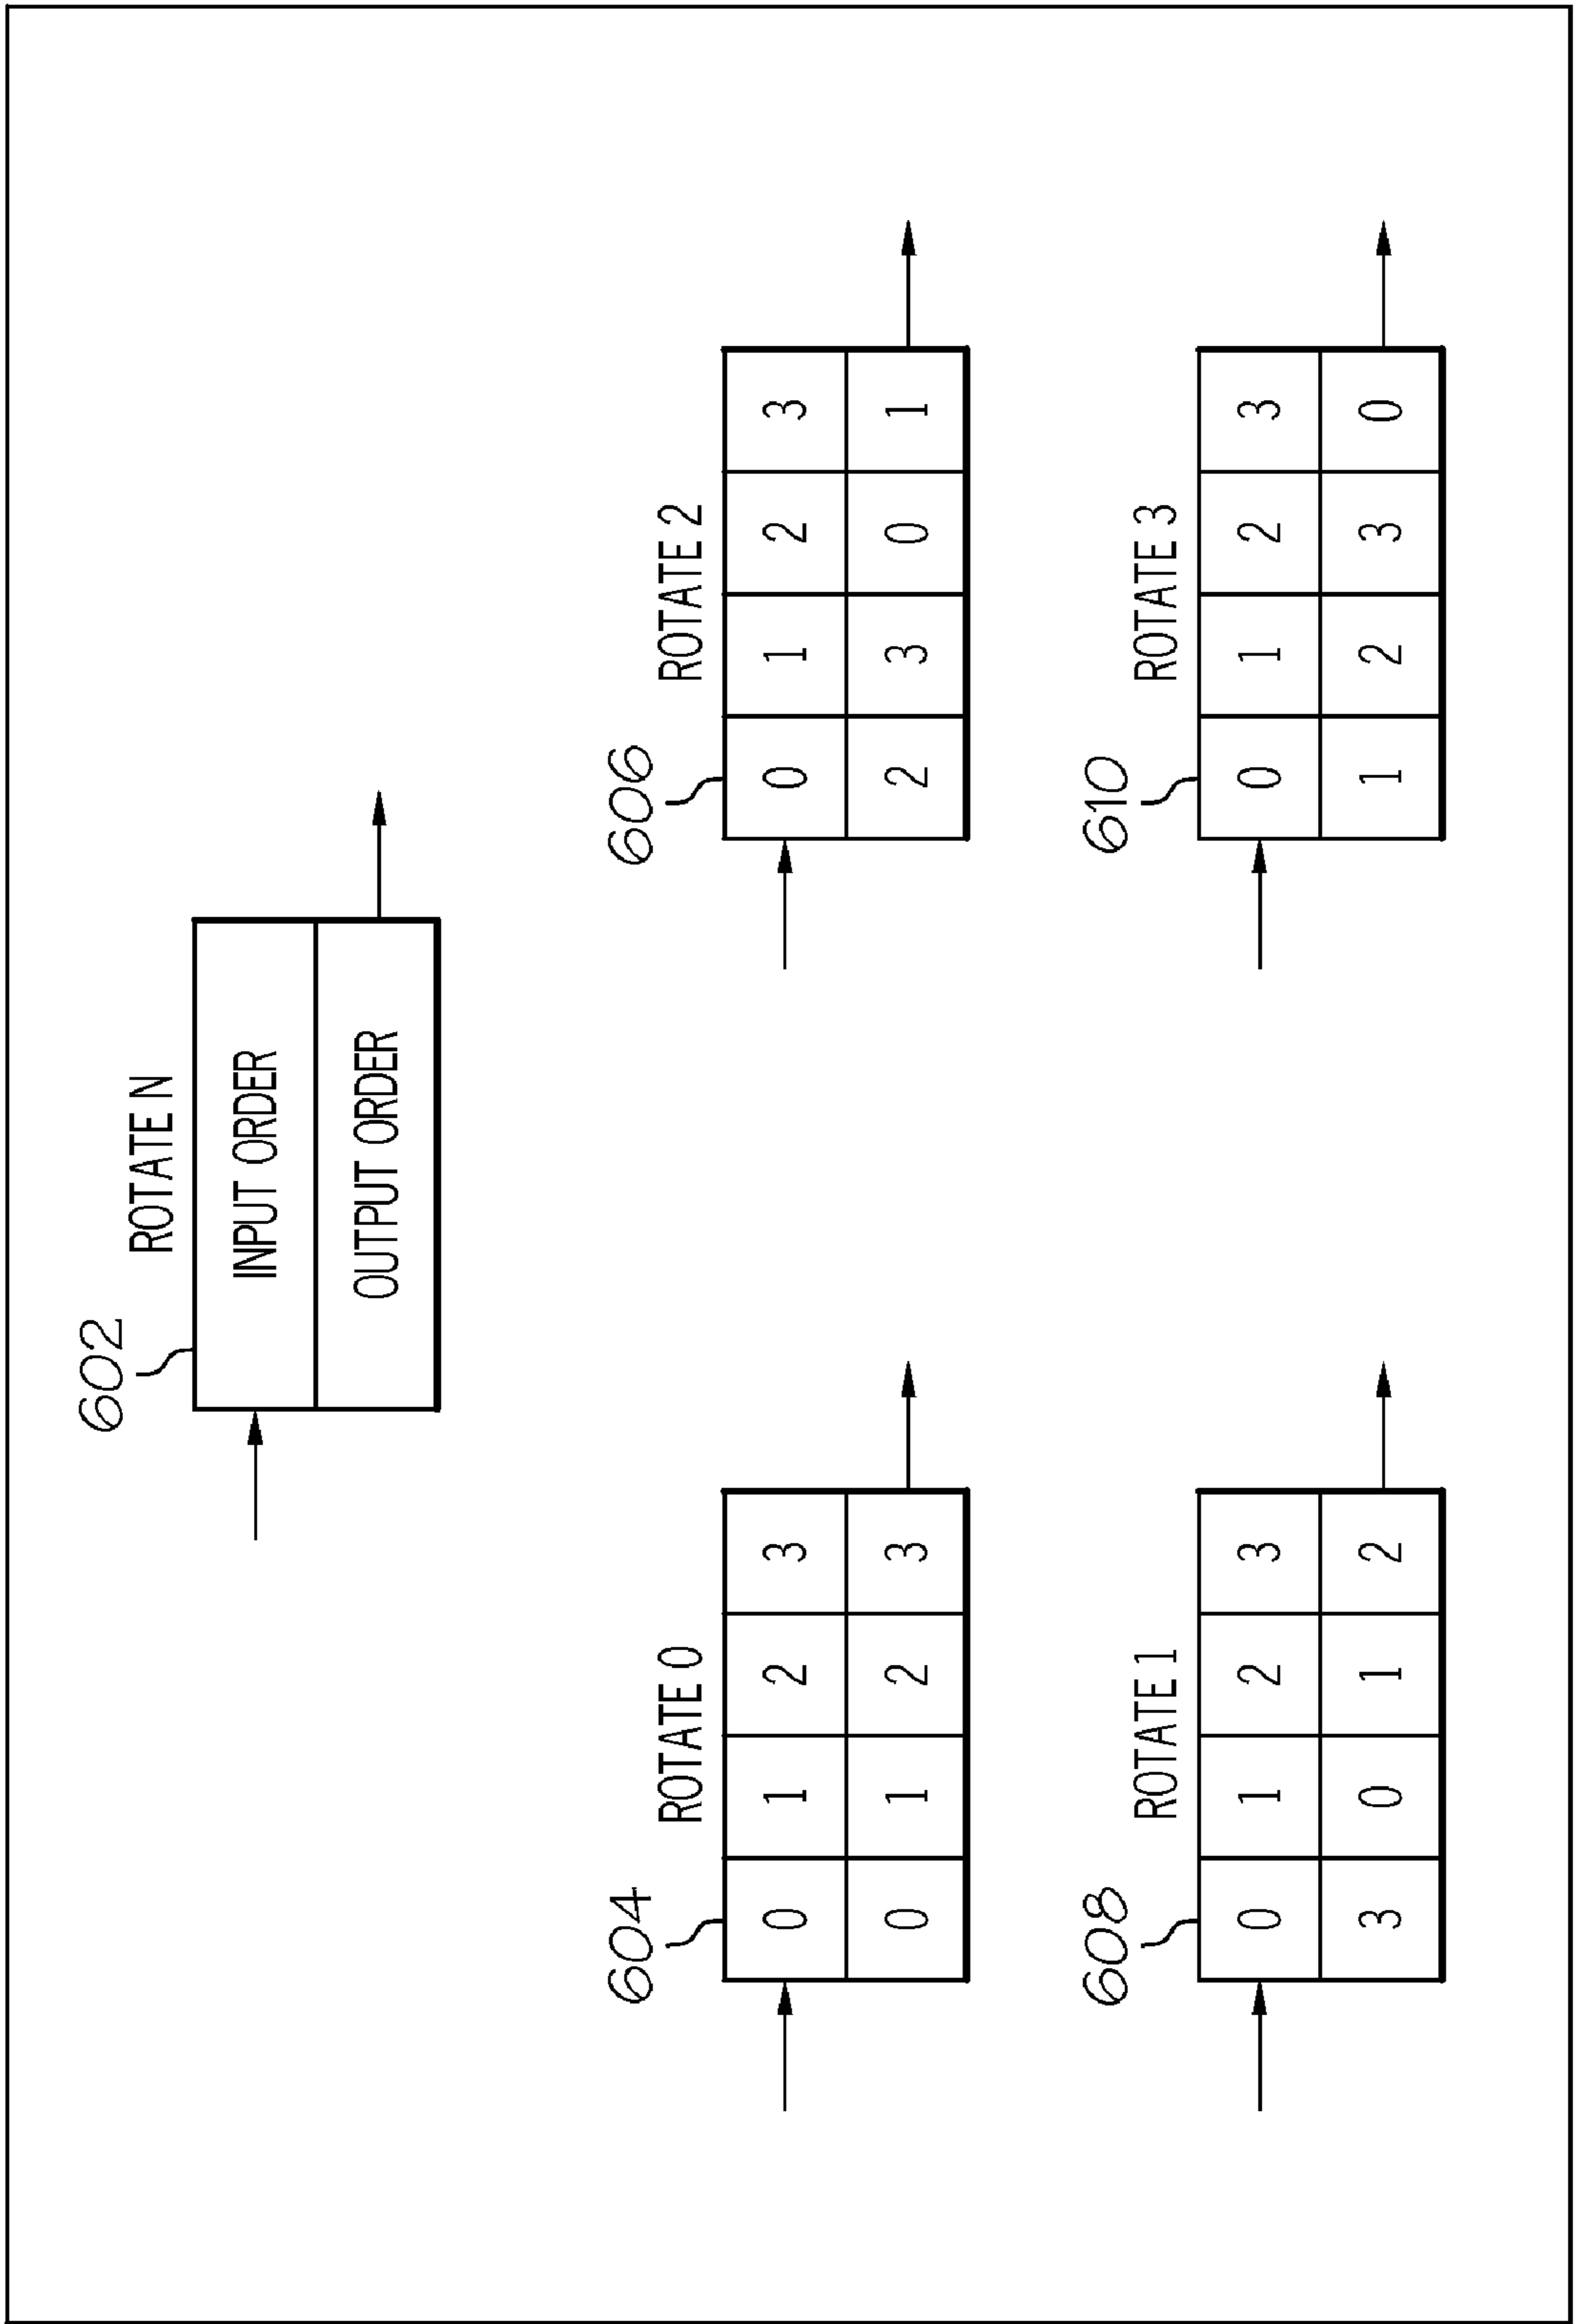 602
ROTATE N
INPUT ORDER
OUTPUT ORDER
604
ROTATE 0
0 1 2 3
0 1 2 3
606
ROTATE 2
0 1 2 3
2 3 0 1
608
ROTATE 1
0 1 2 3
3 0 1 2
610
ROTATE 3
0 1 2 3
1 2 3 0